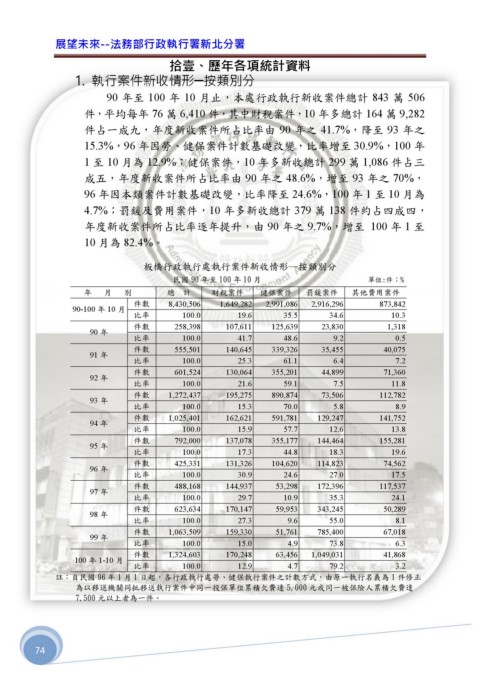 展望未來--法務部行政執行署新北分署
拾壹、歷年各項統計資料
1. 執行案件新收情形─按類別分
90 年至 100 年 10 月止，本處行政執行新收案件總計 843 萬 506
件，平均每年 76 萬 6,410 件。其中財稅案件，10 年多總計 164 萬 9,282
件占一成九，年度新收案件所占比率由 90 年之 41.7%，降至 93 年之
15.3%，96 年因勞、健保案件計數基礎改變，比率增至 30.9%，100 年
1 至 10 月為 12.9%；健保案件，10 年多新收總計 299 萬 1,086 件占三
成五，年度新收案件所占比率由 90 年之 48.6%，增至 93 年之 70%，
96 年因本類案件計數基礎改變，比率降至 24.6%，100 年 1 至 10 月為
4.7%；罰鍰及費用案件，10 年多新收總計 379 萬 138 件約占四成四，
年度新收案件所占比率逐年提升，由 90 年之 9.7%，增至 100 年 1 至
10 月為 82.4%。
板橋行政執行處執行案件新收情形─按類別分
民國 90 年至 100 年 10 月 單位：件；%
年 月 別 總 計 財稅案件 健保案件 罰鍰案件 其他費用案件
90-100 年 10 月 件數 8,430,506 1,649,282 2,991,086 2,916,296 873,842
比率 100.0 19.6 35.5 34.6 10.3
90 年 件數 258,398 107,611 125,639 23,830 1,318
比率 100.0 41.7 48.6 9.2 0.5
91 年 件數 555,501 140,645 339,326 35,455 40,075
比率 100.0 25.3 61.1 6.4 7.2
92 年 件數 601,524 130,064 355,201 44,899 71,360
比率 100.0 21.6 59.1 7.5 11.8
93 年 件數 1,272,437 195,275 890,874 73,506 112,782
比率 100.0 15.3 70.0 5.8 8.9
94 年 件數 1,025,401 162,621 591,781 129,247 141,752
比率 100.0 15.9 57.7 12.6 13.8
95 年 件數 792,000 137,078 355,177 144,464 155,281
比率 100.0 17.3 44.8 18.3 19.6
96 年 件數 425,331 131,326 104,620 114,823 74,562
比率 100.0 30.9 24.6 27.0 17.5
97 年 件數 488,168 144,937 53,298 172,396 117,537
比率 100.0 29.7 10.9 35.3 24.1
98 年 件數 623,634 170,147 59,953 343,245 50,289
比率 100.0 27.3 9.6 55.0 8.1
99 年 件數 1,063,509 159,330 51,761 785,400 67,018
比率 100.0 15.0 4.9 73.8 6.3
100 年 1-10 月 件數 1,324,603 170,248 63,456 1,049,031 41,868
比率 100.0 12.9 4.7 79.2 3.2
註：自民國 96 年 1 月 1 日起，各行政執行處勞、健保執行案件之計數方式，由原一執行名義為 1 件修正
為以移送機關同批移送執行案件中同一投保單位累積欠費達 5,000 元或同一被保險人累積欠費達
7,500 元以上者為一件。
74